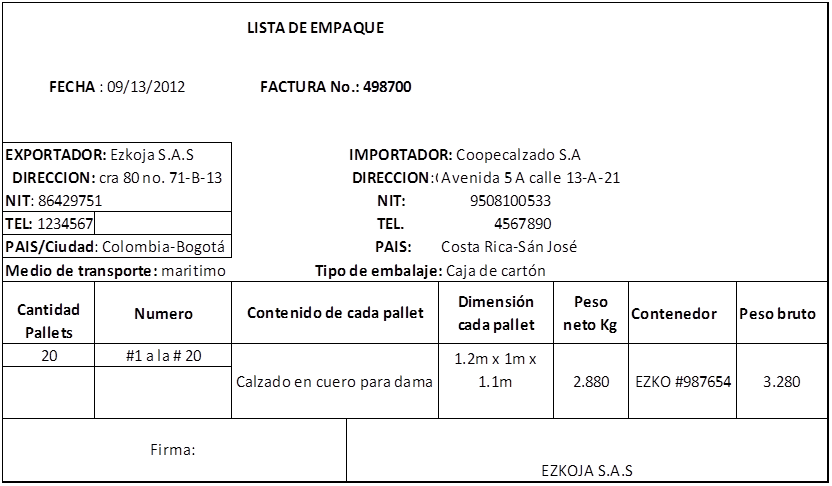 LISTA DE EMPAQUE
FECHA : 09/13/2012 FACTURA No.: 498700
EXPORTADOR: Ezkoja S.A.S IMPORTADOR: Coopecalzado S.A
DIRECCION: cra 80 no. 71-B-13 DIRECCION:( Avenida 5 A calle 13-A-21
NIT: 86429751 NIT: 9508100533
TEL: 1234567 TEL. 4567890
PAIS/Ciudad: Colombia-Bogotá PAIS: Costa Rica-Sán José
Medio de transporte: maritimo Tipo de embalaje: Caja de cartón
Cantidad Pallets Numero Contenido de cada pallet Dimensión cada pallet Peso neto Kg Contenedor Peso bruto
20 #1 a la # 20 Calzado en cuero para dama 1.2m x 1m x 1.1m 2.880 EZKO #987654 3.280
Firma:
EZKOJA S.A.S